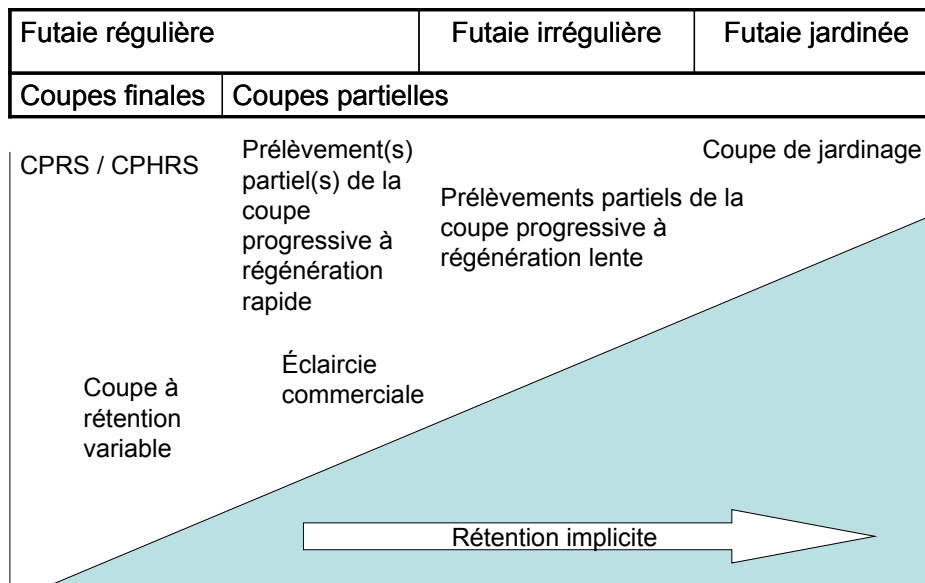 Futaie régulière Futaie irrégulière Futaie jardinée
Coupes finales Coupes partielles
CPRS / CPHRS
Prélèvement(s)
partiel(s) de la
coupe
progressive à
régénération
rapide
Prélèvements partiels de la
coupe progressive à
régénération lente
Coupe de jardinage
Coupe à
rétention
variable
Éclaircie
commerciale
Rétention implicite